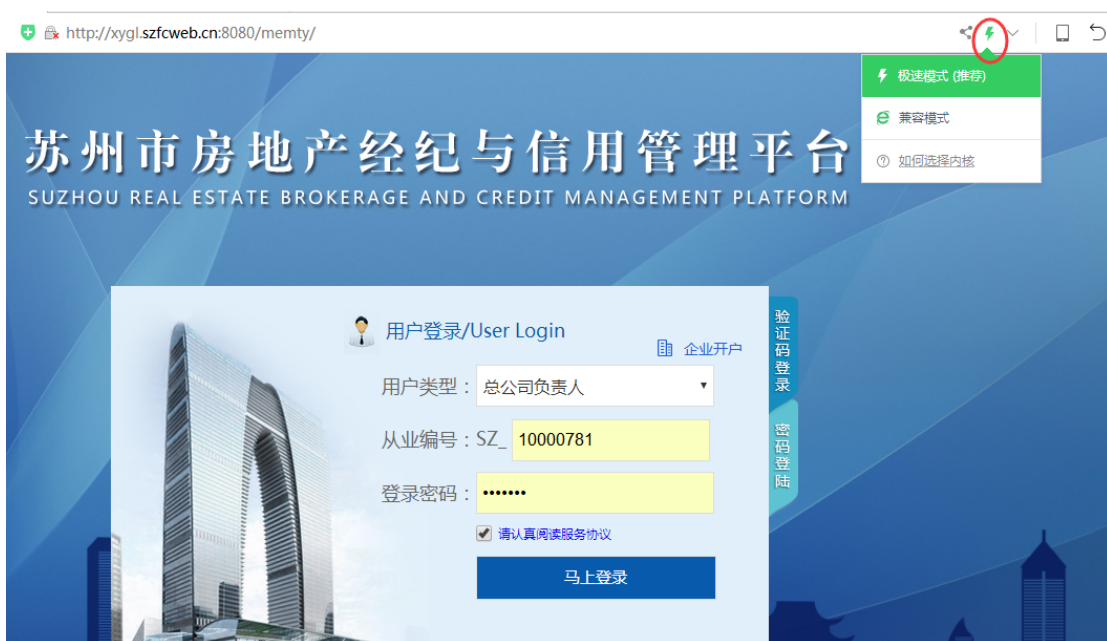 http://xygl.szfcweb.cn:8080/memty/
极速模式 (推荐)
兼容模式
如何选择内核
苏州市房地产经纪与信用管理平台
SUZHOU REAL ESTATE BROKERAGE AND CREDIT MANAGEMENT PLATFORM
用户登录/User Login
企业开户
用户类型：总公司负责人
从业编号：SZ_ 10000781
登录密码：•••••••
请认真阅读服务协议
马上登录
验证码登录
密码登陆